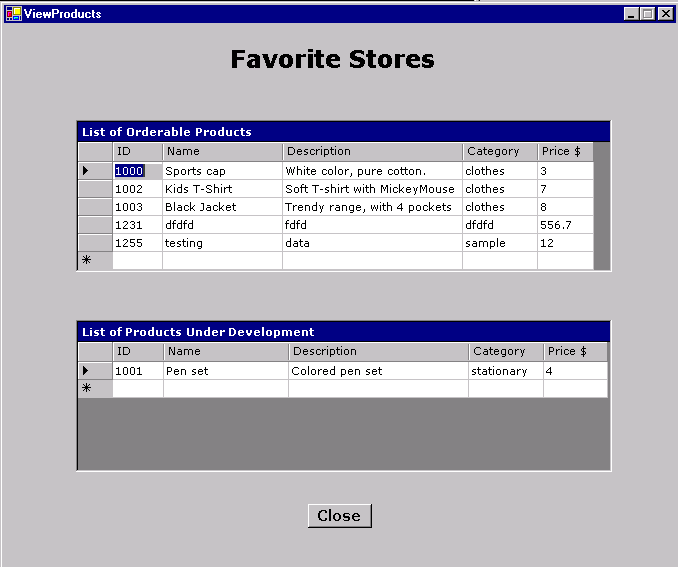 ViewProducts
Favorite Stores
List of Orderable Products
ID Name Description Category Price $
1000 Sports cap White color, pure cotton. clothes 3
1002 Kids T-Shirt Soft T-shirt with MickeyMouse clothes 7
1003 Black Jacket Trendy range, with 4 pockets clothes 8
1231 dfdfd fdfd dfdfd 556.7
1255 testing data sample 12
List of Products Under Development
ID Name Description Category Price $
1001 Pen set Colored pen set stationary 4
Close